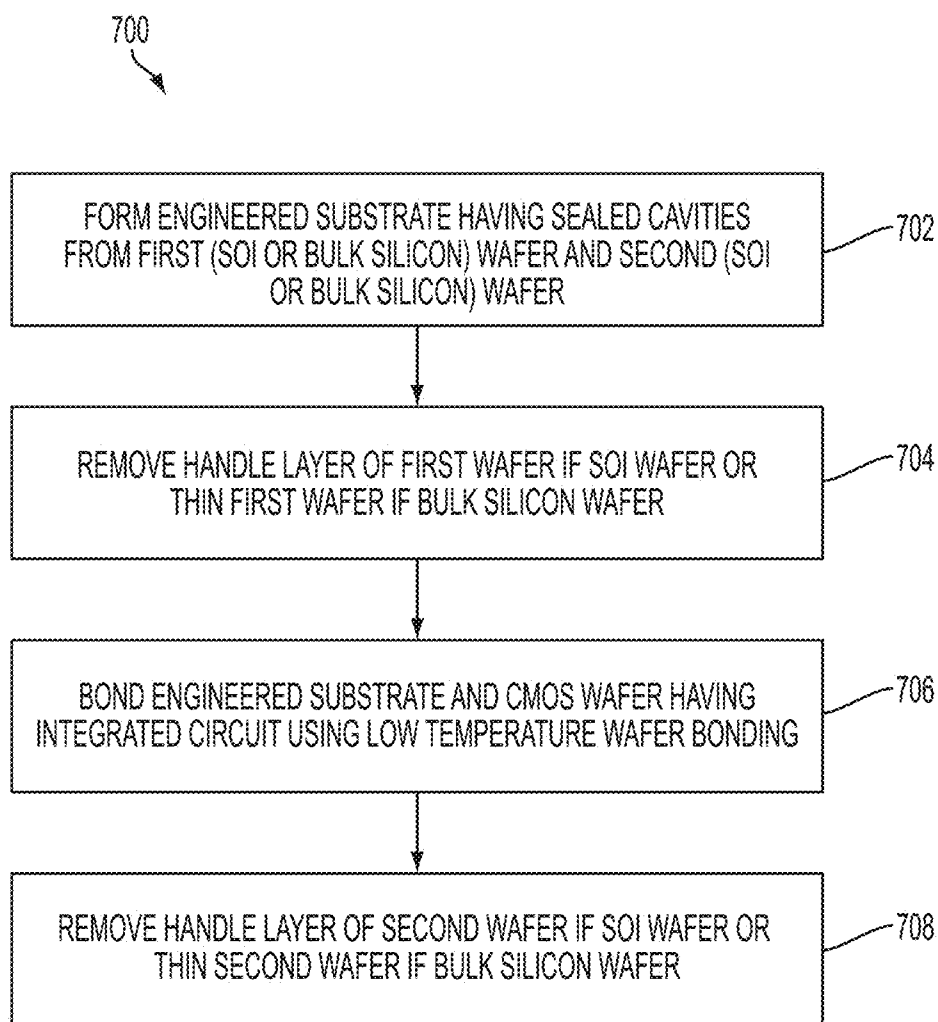 700
FORM ENGINEERED SUBSTRATE HAVING SEALED CAVITIES
FROM FIRST (SOI OR BULK SILICON) WAFER AND SECOND (SOI
OR BULK SILICON) WAFER
702
REMOVE HANDLE LAYER OF FIRST WAFER IF SOI WAFER OR
THIN FIRST WAFER IF BULK SILICON WAFER
704
BOND ENGINEERED SUBSTRATE AND CMOS WAFER HAVING
INTEGRATED CIRCUIT USING LOW TEMPERATURE WAFER BONDING
706
REMOVE HANDLE LAYER OF SECOND WAFER IF SOI WAFER OR
THIN SECOND WAFER IF BULK SILICON WAFER
708